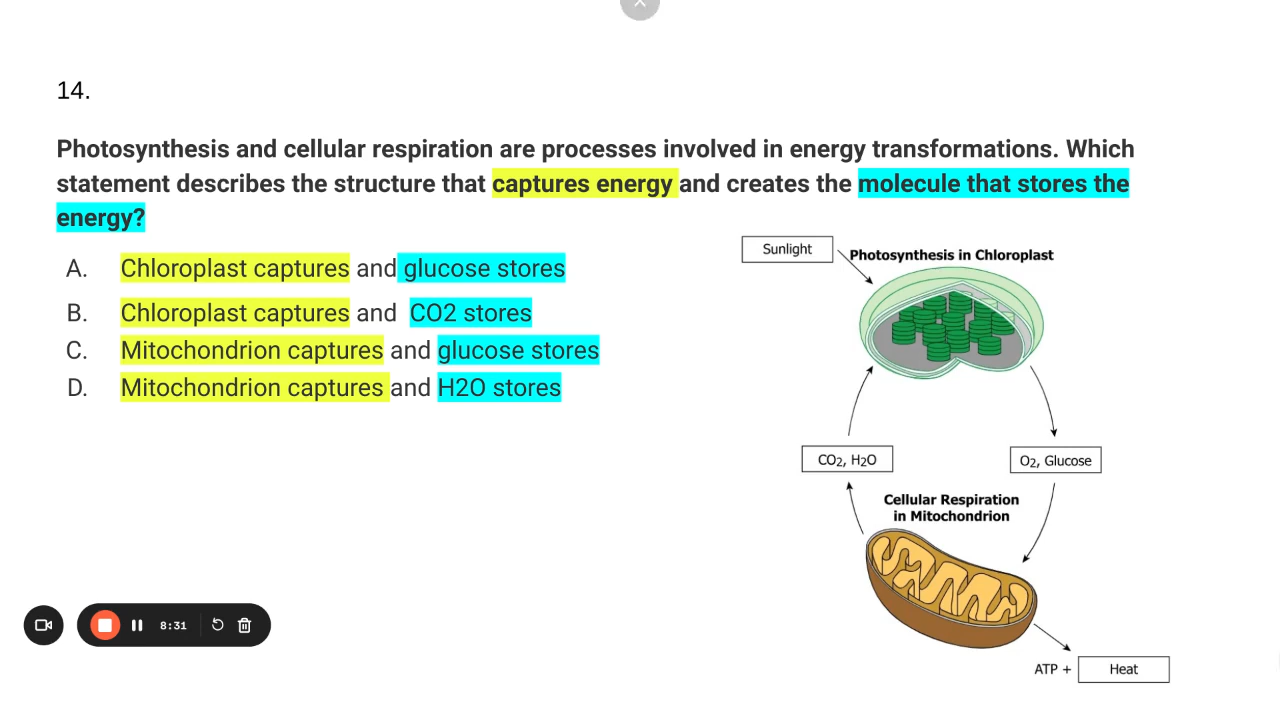 14.
Photosynthesis and cellular respiration are processes involved in energy transformations. Which
statement describes the structure that captures energy and creates the molecule that stores the
energy?
A. Chloroplast captures and glucose stores
B. Chloroplast captures and CO2 stores
C. Mitochondrion captures and glucose stores
D. Mitochondrion captures and H2O stores
Sunlight
Photosynthesis in Chloroplast
CO2, H2O
O2, Glucose
Cellular Respiration
in Mitochondrion
ATP +
Heat
8:31